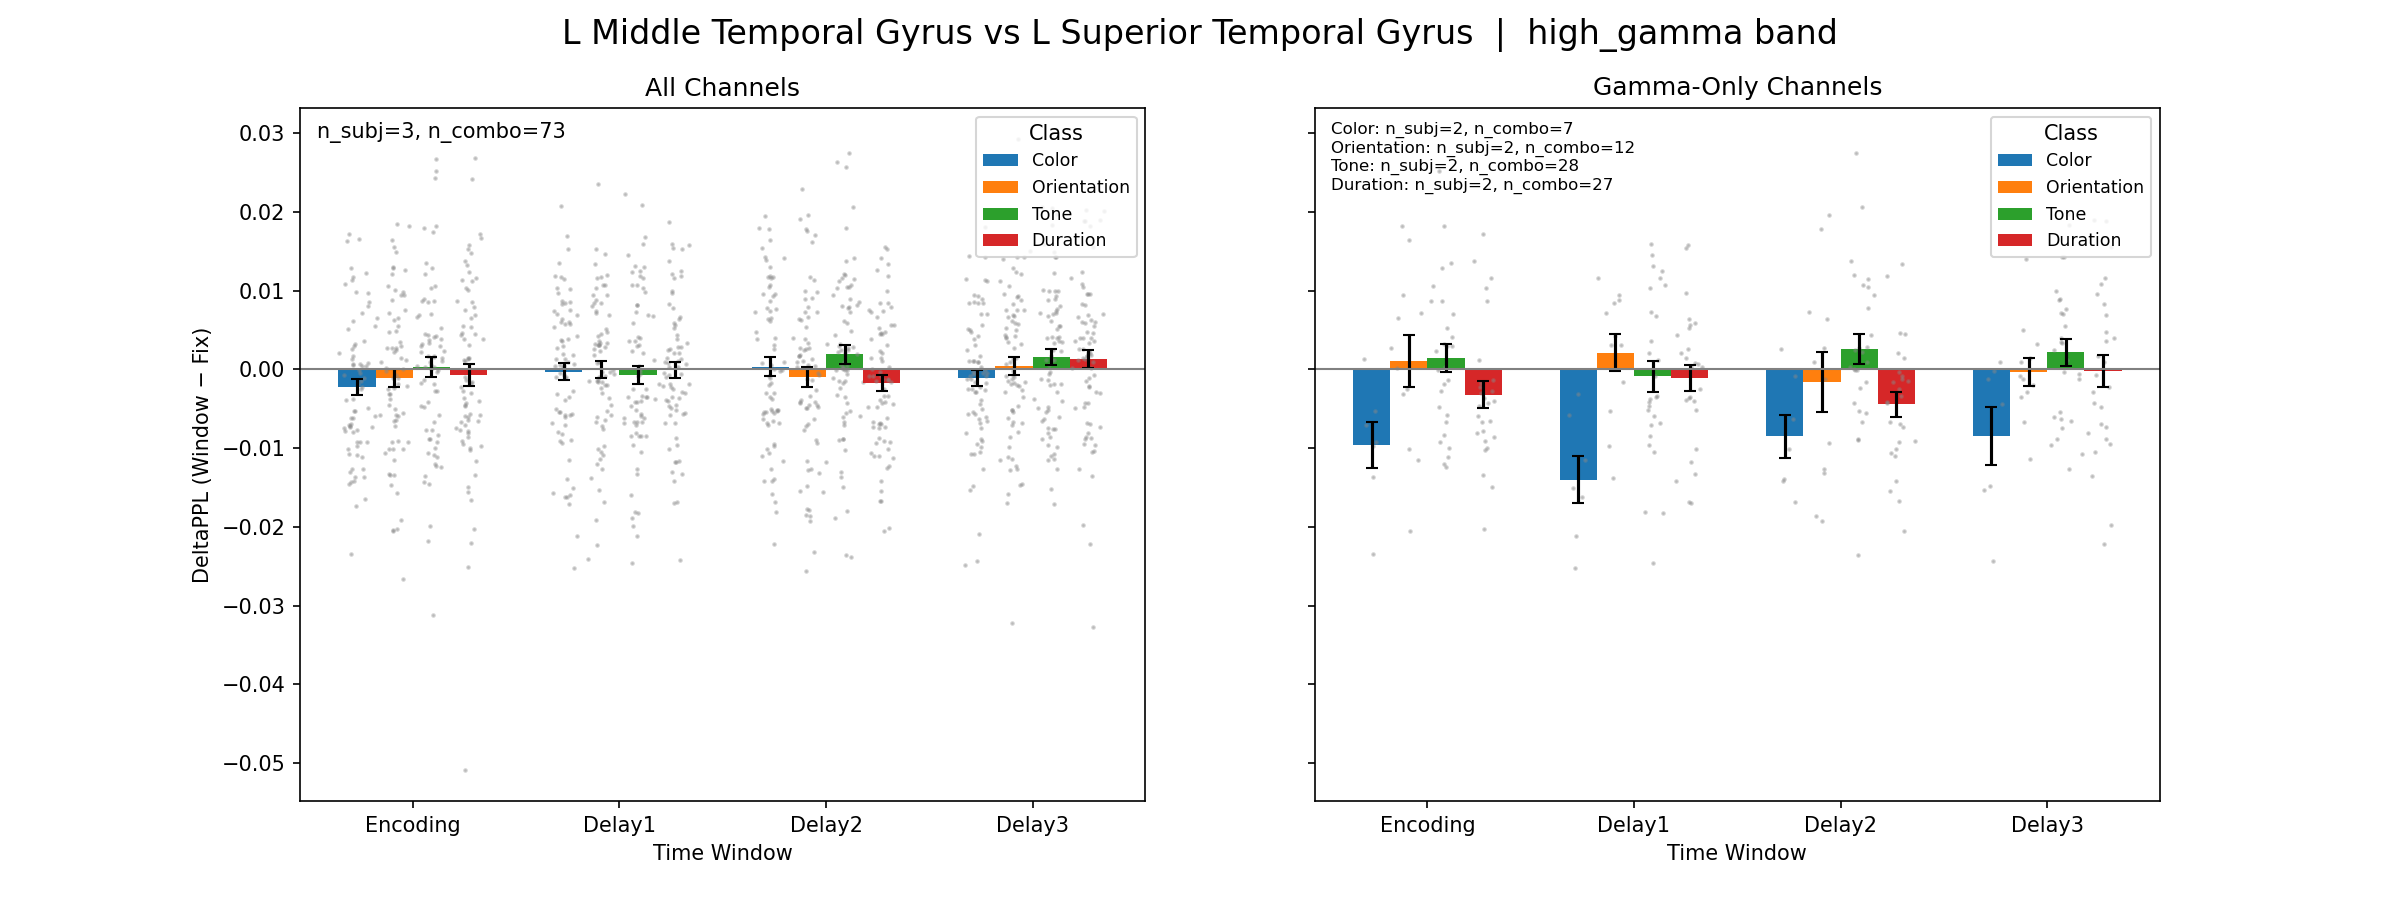 L Middle Temporal Gyrus vs L Superior Temporal Gyrus | high_gamma band
All Channels
n_subj=3, n_combo=73
Class
Color
Orientation
Tone
Duration
DeltaPPL (Window − Fix)
0.03
0.02
0.01
0.00
−0.01
−0.02
−0.03
−0.04
−0.05
Encoding
Delay1
Delay2
Delay3
Time Window
Gamma-Only Channels
Color: n_subj=2, n_combo=7
Orientation: n_subj=2, n_combo=12
Tone: n_subj=2, n_combo=28
Duration: n_subj=2, n_combo=27
Class
Color
Orientation
Tone
Duration
Encoding
Delay1
Delay2
Delay3
Time Window